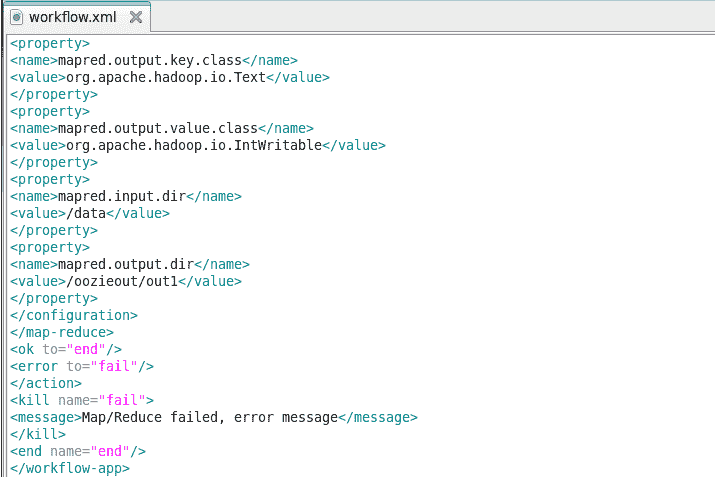 workflow.xml
<property>
<name>mapred.output.key.class</name>
<value>org.apache.hadoop.io.Text</value>
</property>
<property>
<name>mapred.output.value.class</name>
<value>org.apache.hadoop.io.IntWritable</value>
</property>
<property>
<name>mapred.input.dir</name>
<value>/data</value>
</property>
<property>
<name>mapred.output.dir</name>
<value>/oozieout/out1</value>
</property>
</configuration>
</map-reduce>
<ok to="end"/>
<error to="fail"/>
</action>
<kill name="fail">
<message>Map/Reduce failed, error message</message>
</kill>
<end name="end"/>
</workflow-app>